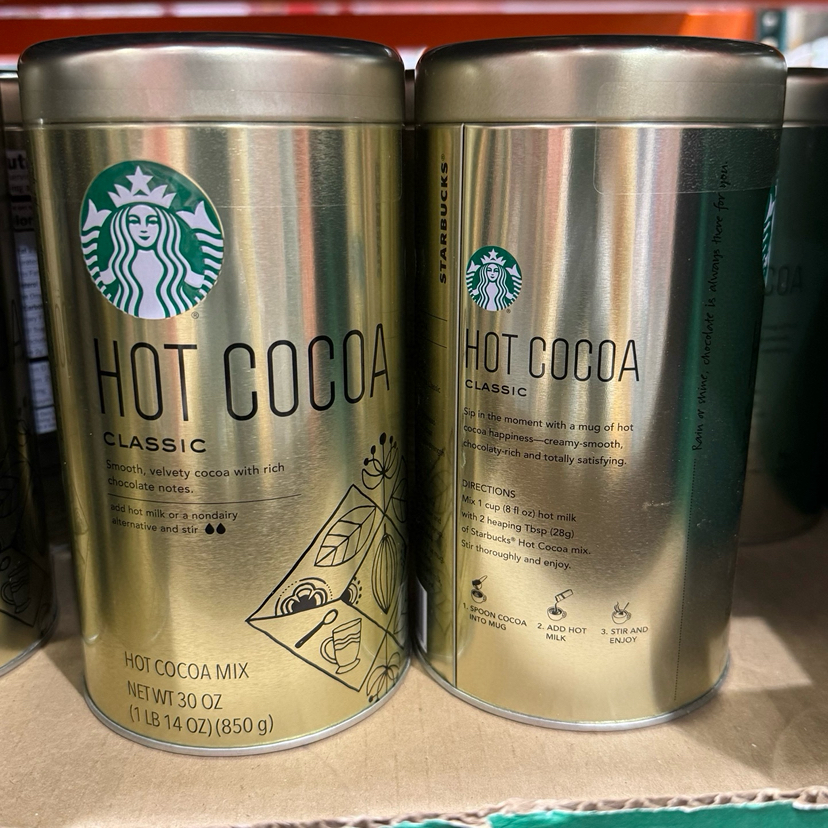 HOT COCOA
CLASSIC
Smooth, velvety cocoa with rich
chocolate notes.
add hot milk or a nondairy
alternative and stir
HOT COCOA MIX
NET WT 30 OZ
(1 LB 14 OZ) (850 g)
STARBUCKS®
HOT COCOA
CLASSIC
Sip in the moment with a mug of hot
cocoa happiness—creamy-smooth,
chocolaty-rich and totally satisfying.
DIRECTIONS
Mix 1 cup (8 fl oz) hot milk
with 2 heaping Tbsp (28g)
of Starbucks® Hot Cocoa mix.
Stir thoroughly and enjoy.
1. SPOON COCOA
INTO MUG
2. ADD HOT
MILK
3. STIR AND
ENJOY
Rain or shine, chocolate is always there for you.
COA